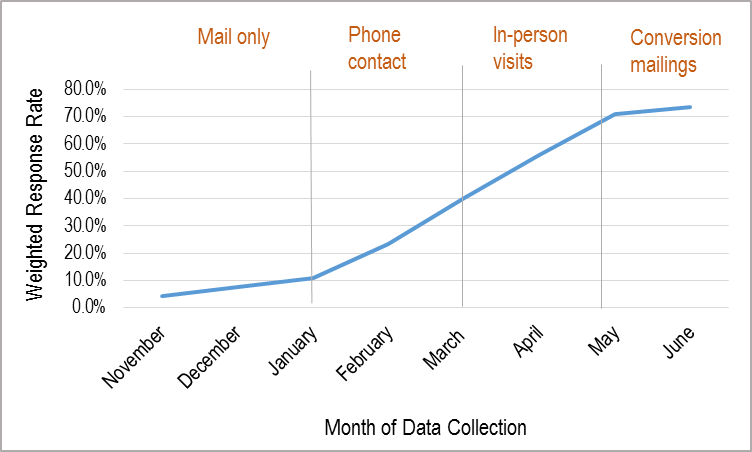 Mail only
Phone
contact
In-person
visits
Conversion
mailings
Weighted Response Rate
80.0%
70.0%
60.0%
50.0%
40.0%
30.0%
20.0%
10.0%
0.0%
November
December
January
February
March
April
May
June
Month of Data Collection